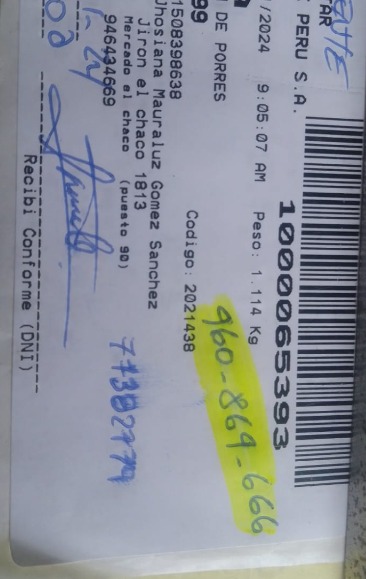 PERU S.A.
10000065393
/2024 9:05:07 AM Peso: 1.114 Kg
DE PORRES
99
Codigo: 2021438
960-869-666
1508398638
Jhosiana Mauraluz Gomez Sanchez
Jiron el chaco 1813
Mercado el chaco (puesto 90)
946434669
77382779
Recibi Conforme (DNI)